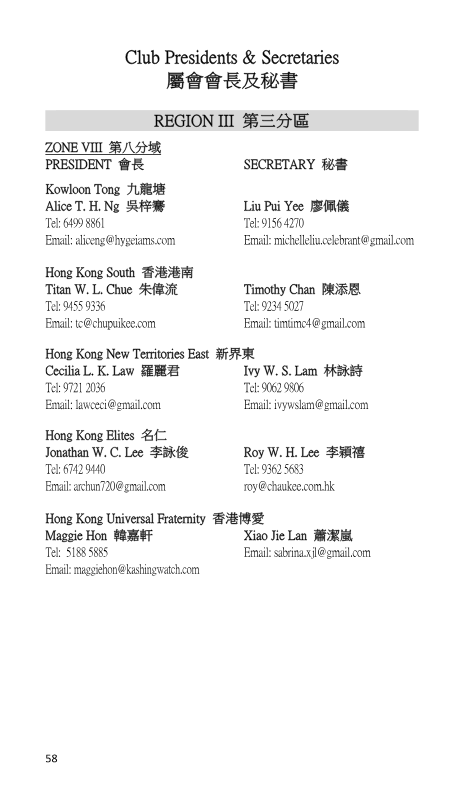 Club Presidents & Secretaries
屬會會長及秘書
REGION III 第三分區
ZONE VIII 第八分域
PRESIDENT 會長 SECRETARY 秘書
Kowloon Tong 九龍塘
Alice T. H. Ng 吳梓騫 Liu Pui Yee 廖佩儀
Tel: 6499 8861 Tel: 9156 4270
Email: aliceng@hygeiams.com Email: michelleliu.celebrant@gmail.com
Hong Kong South 香港港南
Titan W. L. Chue 朱偉流 Timothy Chan 陳添恩
Tel: 9455 9336 Tel: 9234 5027
Email: tc@chupuikee.com Email: timtimc4@gmail.com
Hong Kong New Territories East 新界東
Cecilia L. K. Law 羅麗君 Ivy W. S. Lam 林詠詩
Tel: 9721 2036 Tel: 9062 9806
Email: lawceci@gmail.com Email: ivywslam@gmail.com
Hong Kong Elites 名仁
Jonathan W. C. Lee 李詠俊 Roy W. H. Lee 李穎禧
Tel: 6742 9440 Tel: 9362 5683
Email: archun720@gmail.com roy@chaukee.com.hk
Hong Kong Universal Fraternity 香港博愛
Maggie Hon 韓嘉軒 Xiao Jie Lan 蕭潔嵐
Tel: 5188 5885 Email: sabrina.xjl@gmail.com
Email: maggiehon@kashingwatch.com
58